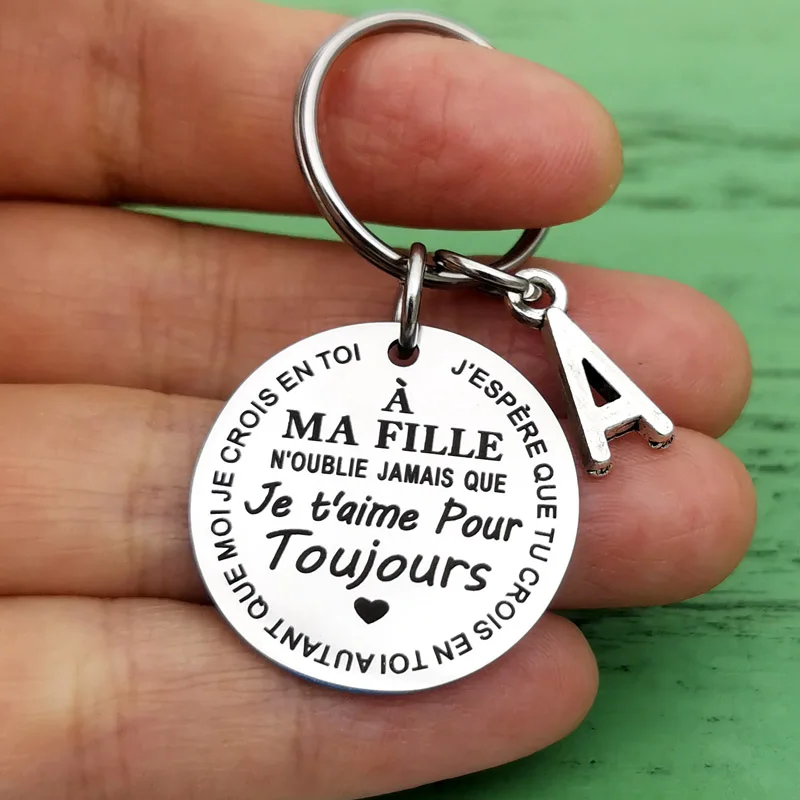 À
MA FILLE
N'OUBLIE JAMAIS QUE
Je t'aime Pour
Toujours
J'ESPÈRE QUE TU CROIS EN TOI AUTANT QUE MOI JE CROIS EN TOI
A